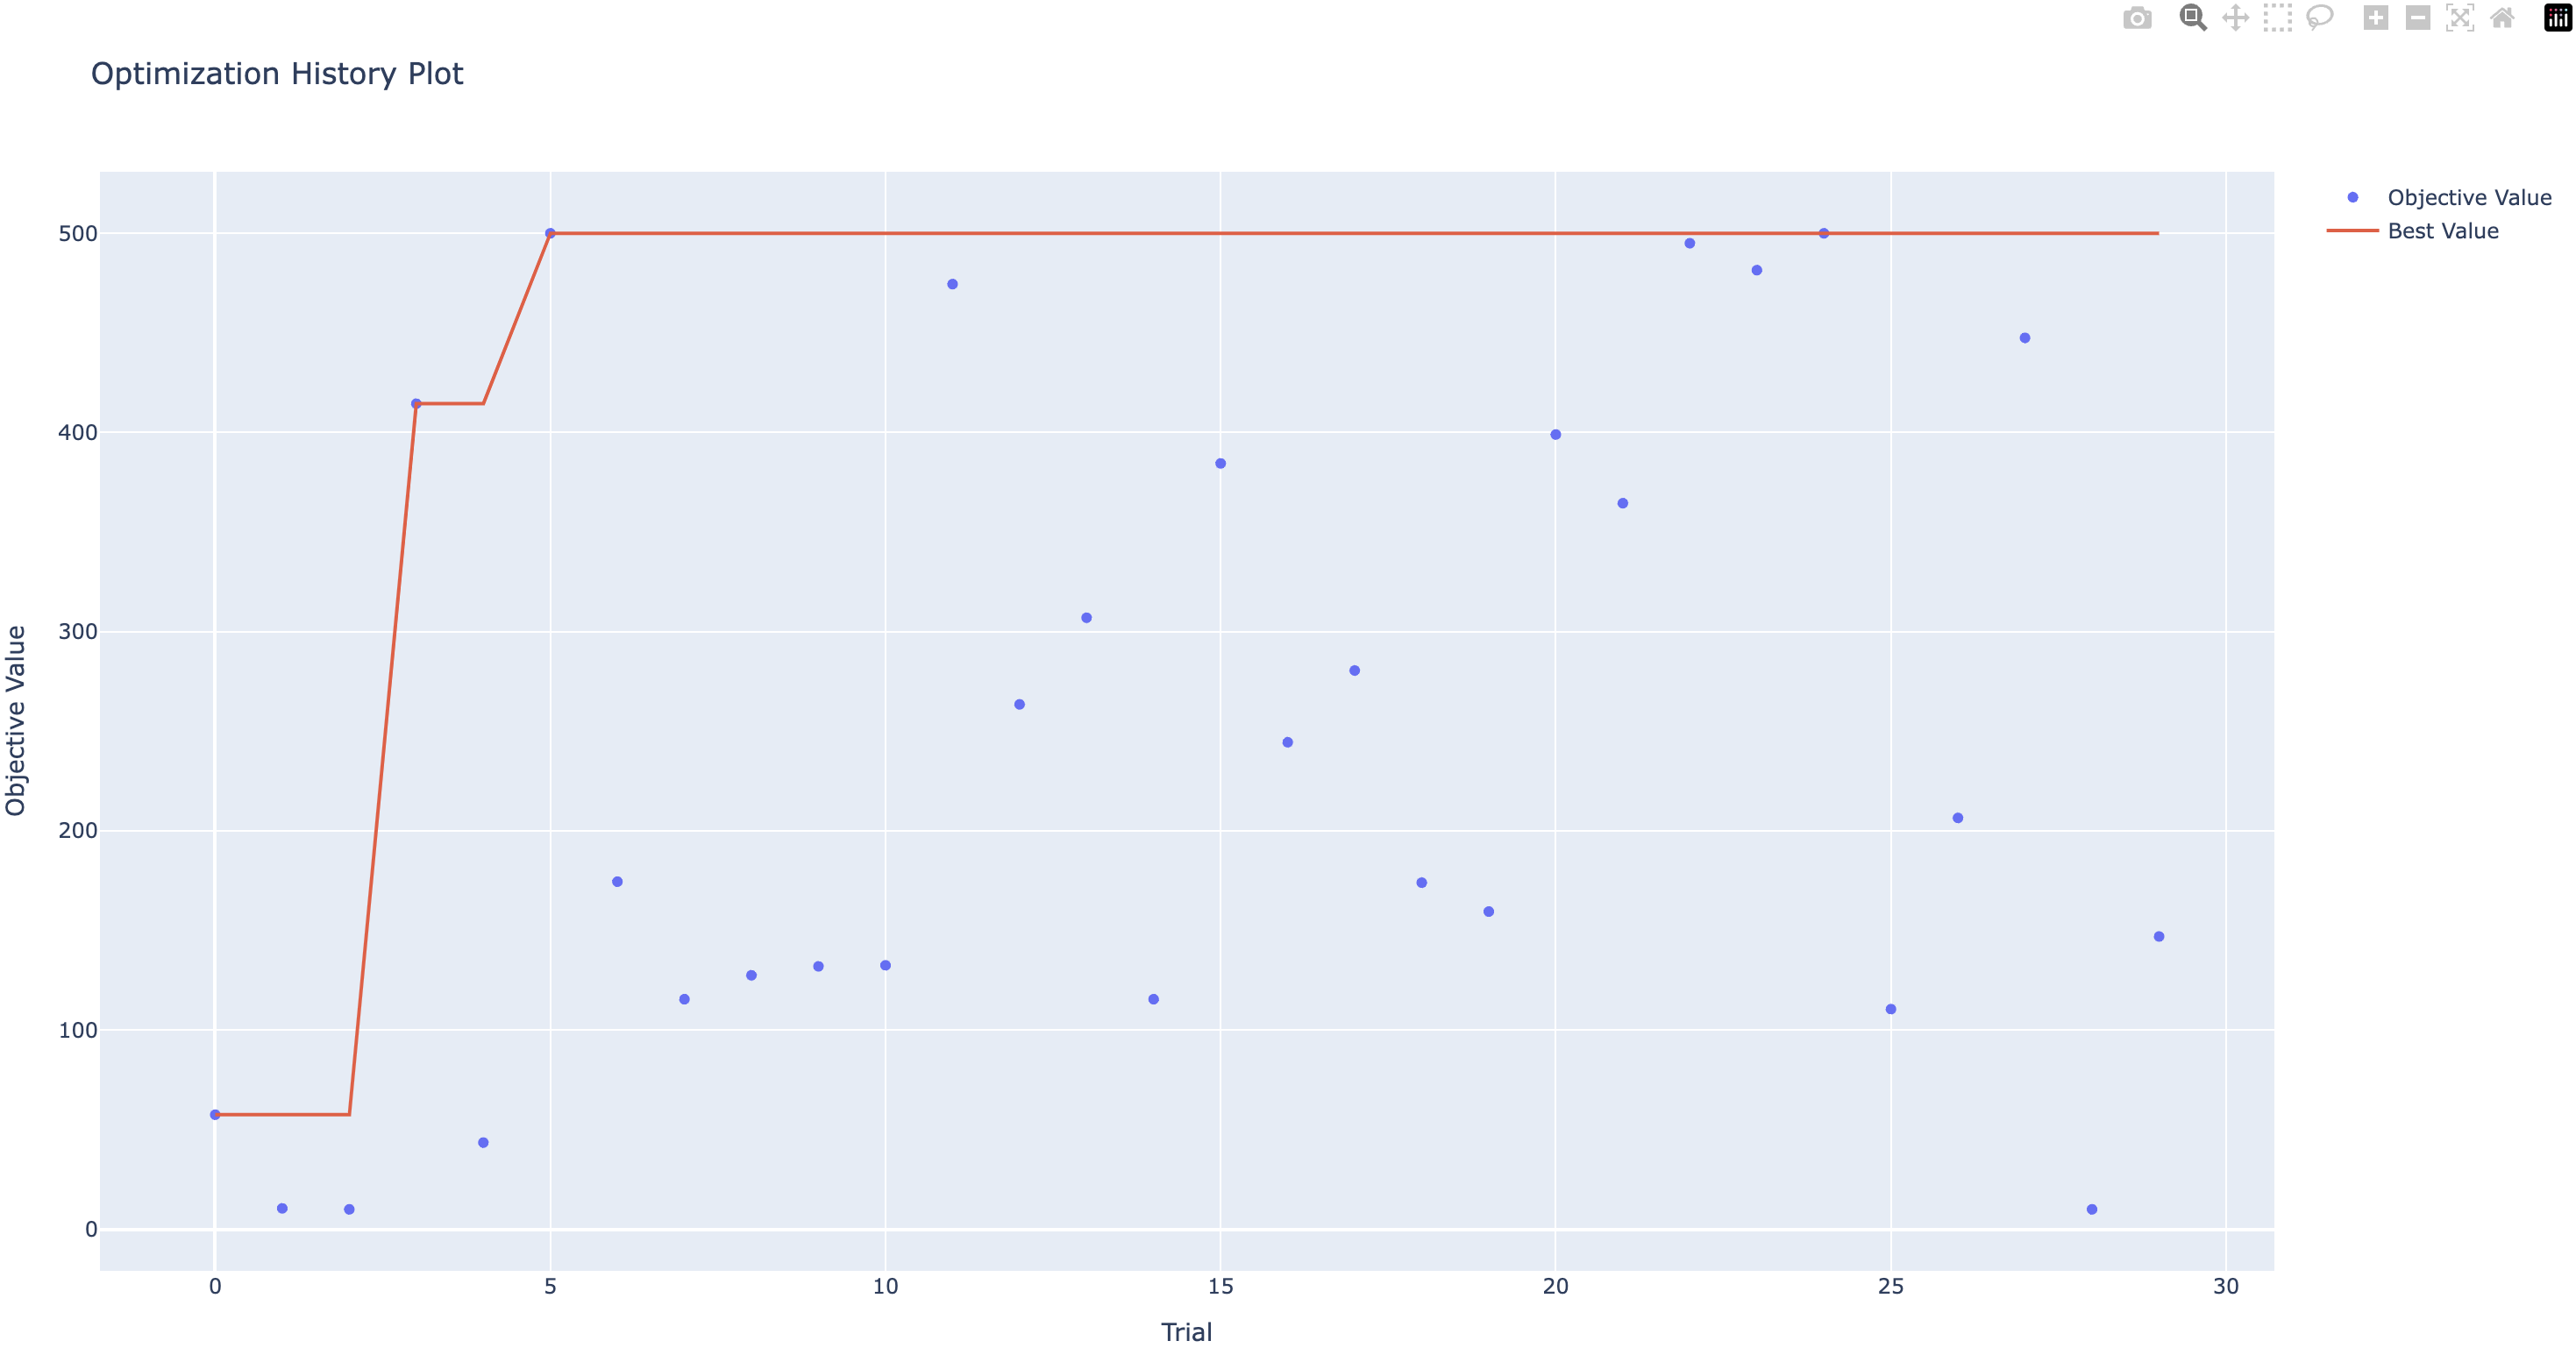 Optimization History Plot
Objective Value
Best Value
500
400
300
200
100
0
Objective Value
0 5 10 15 20 25 30
Trial